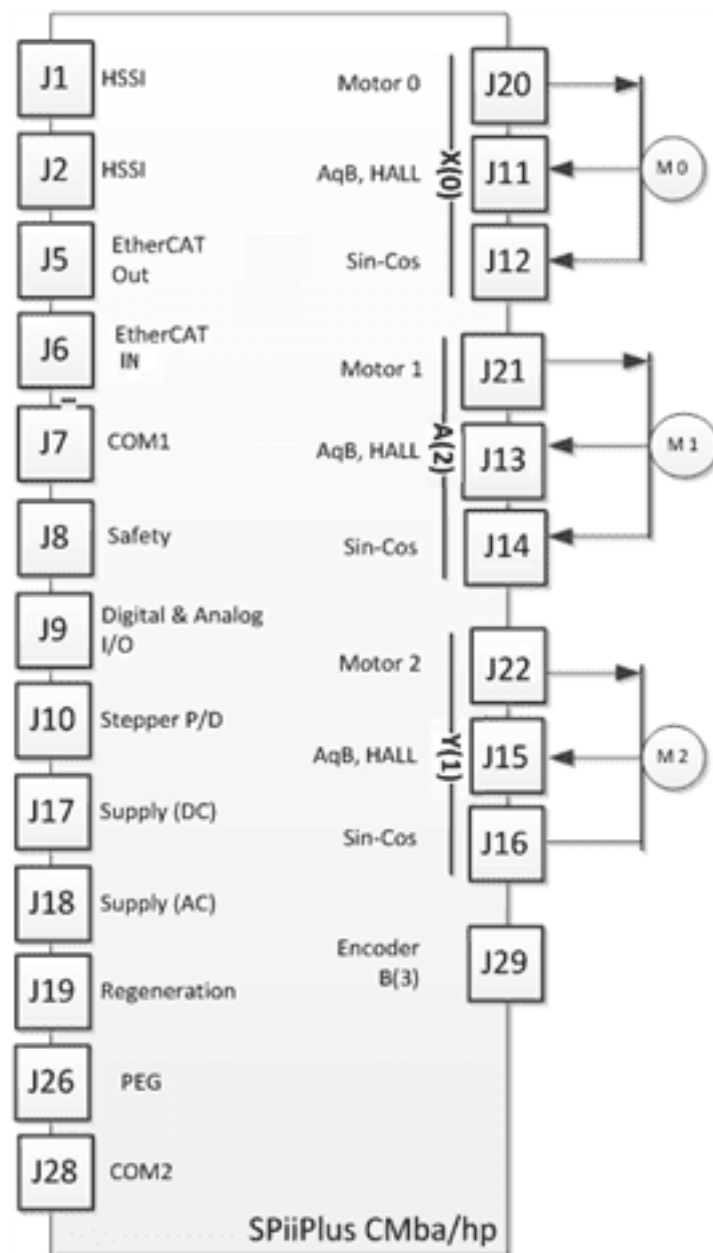 J1 HSSI
J2 HSSI
J5 EtherCAT
Out
J6 EtherCAT
IN
J7 COM1
J8 Safety
J9 Digital & Analog
I/O
J10 Stepper P/D
J17 Supply (DC)
J18 Supply (AC)
J19 Regeneration
J26 PEG
J28 COM2
Motor 0 J20
AqB, HALL J11
Sin-Cos J12
X(0)
M 0
Motor 1 J21
AqB, HALL J13
Sin-Cos J14
A(2)
M 1
Motor 2 J22
AqB, HALL J15
Sin-Cos J16
Y(1)
M 2
Encoder
B(3)
J29
SPiiPlus CMba/hp